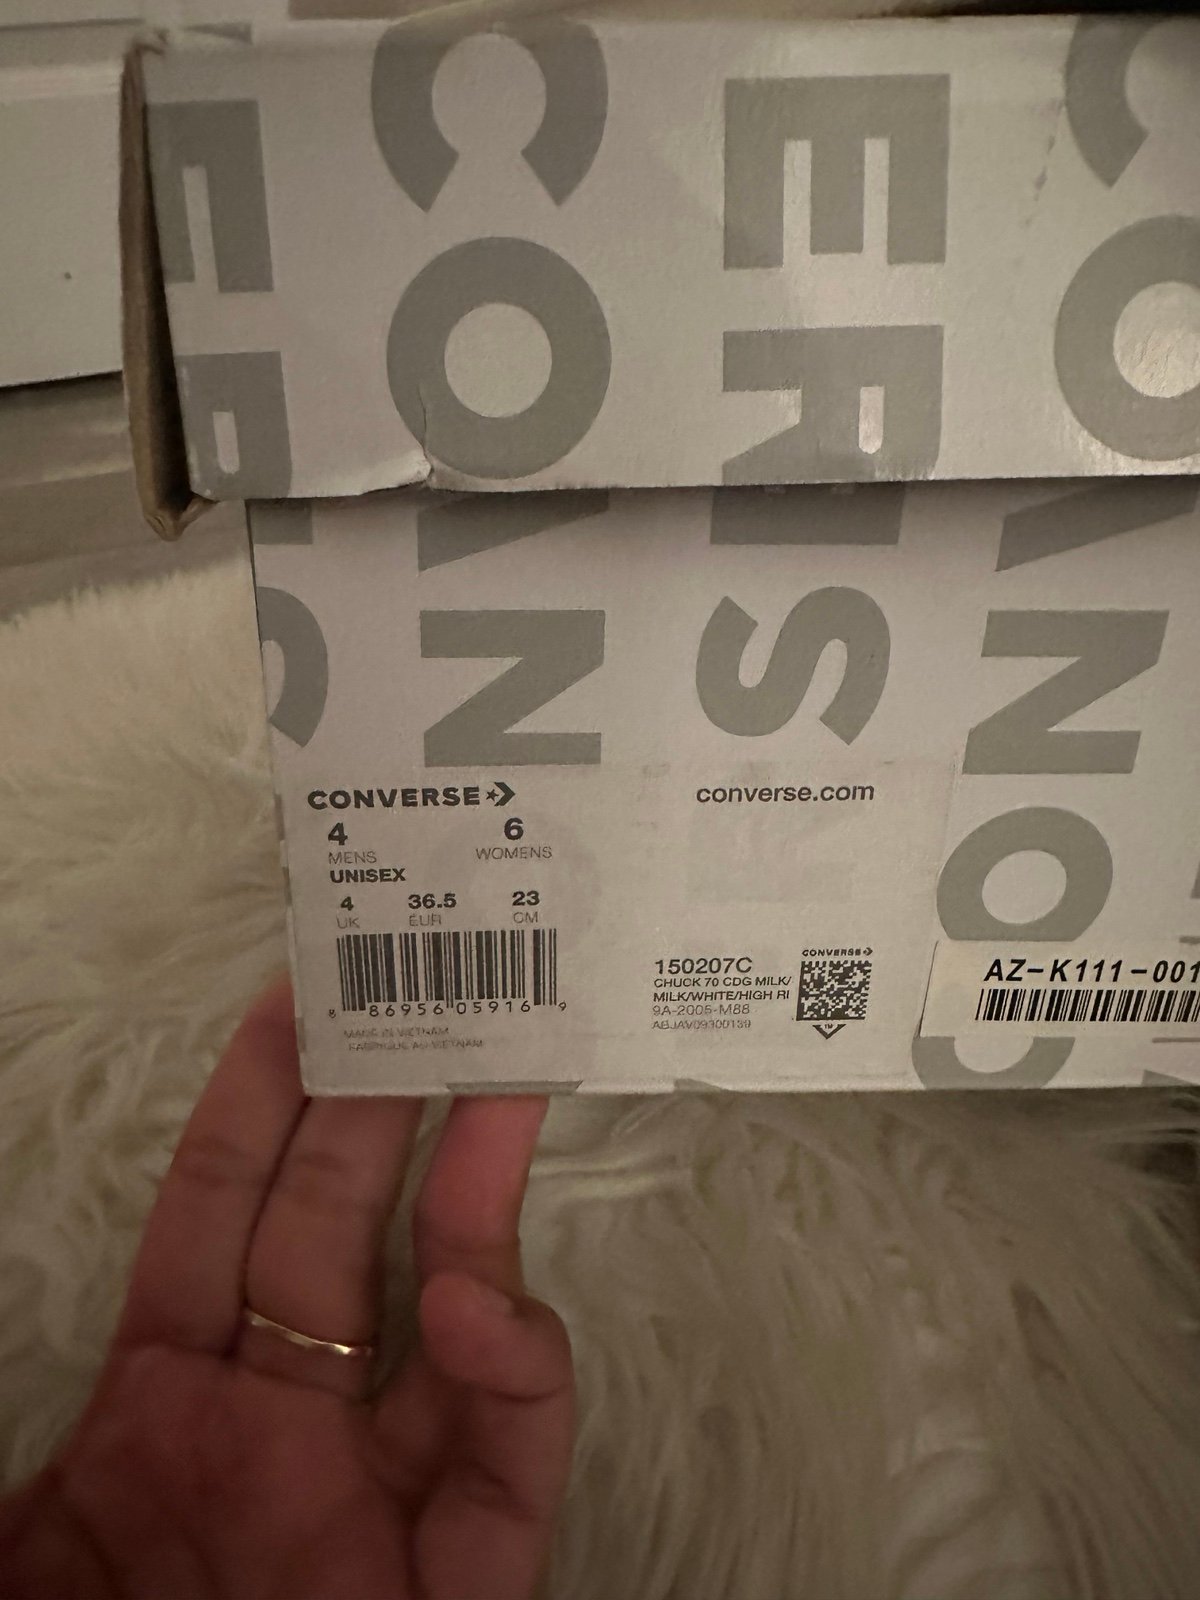 CONVERSE
CONVERSE
CONVERSE
converse.com
4 6
MENS WOMENS
UNISEX
4 36.5 23
UK EUR CM
8 86956 05916 9
MADE IN VIETNAM
FABRIQUE AU VIETNAM
CONVERSE
150207C
CHUCK 70 CDG MILK/
MILK/WHITE/HIGH RI
9A-2005-M88
ABJAV09300139
AZ-K111-001